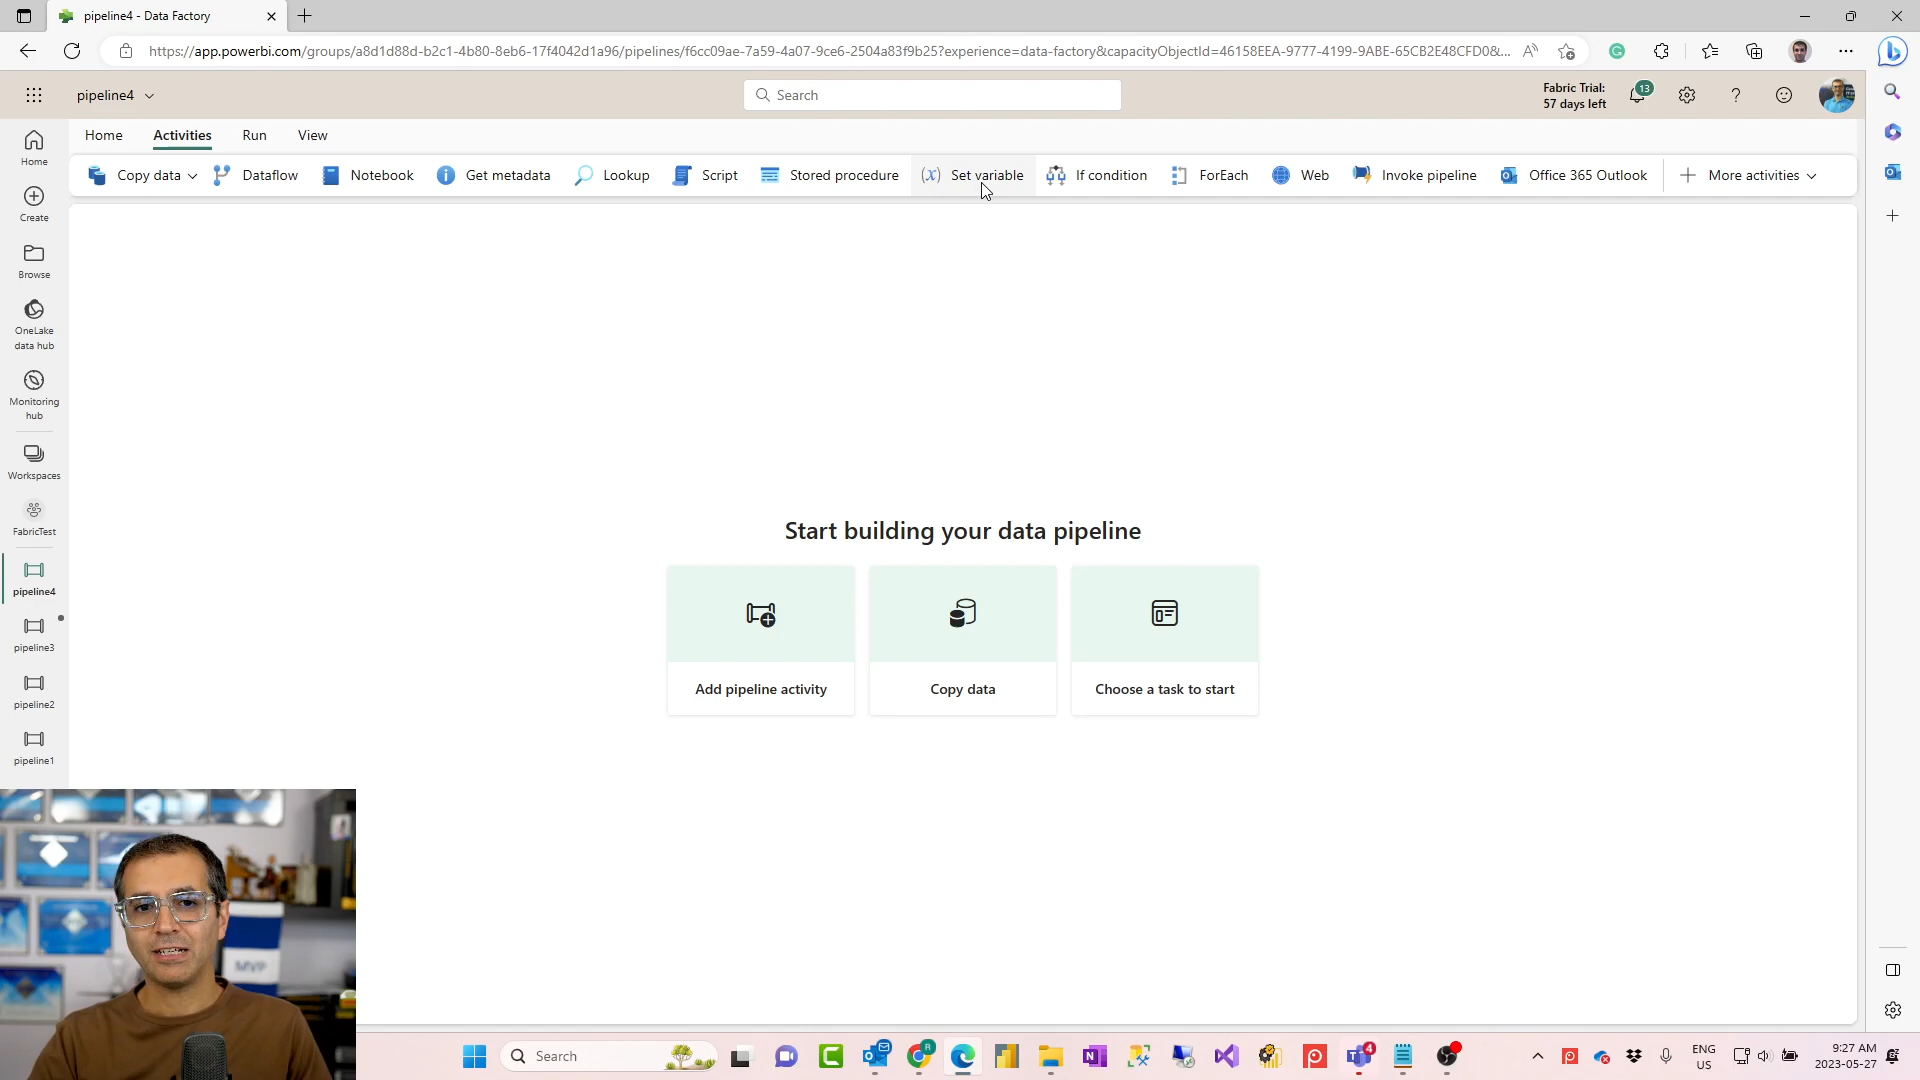 pipeline4 - Data Factory
https://app.powerbi.com/groups/a8d1d88d-b2c1-4b80-8eb6-17f4042d1a96/pipelines/f6cc09ae-7a59-4a07-9ce6-2504a83f9b25?experience=data-factory&capacityObjectId=46158EEA-9777-4199-9ABE-65CB2E48CFD0&...
pipeline4
Search
Fabric Trial:
57 days left
13
Home Activities Run View
Copy data Dataflow Notebook Get metadata Lookup Script Stored procedure Set variable If condition ForEach Web Invoke pipeline Office 365 Outlook More activities
Home
Create
Browse
OneLake
data hub
Monitoring
hub
Workspaces
FabricTest
pipeline4
pipeline3
pipeline2
pipeline1
Start building your data pipeline
Add pipeline activity Copy data Choose a task to start
MVP
Search
4
ENG
US
9:27 AM
2023-05-27